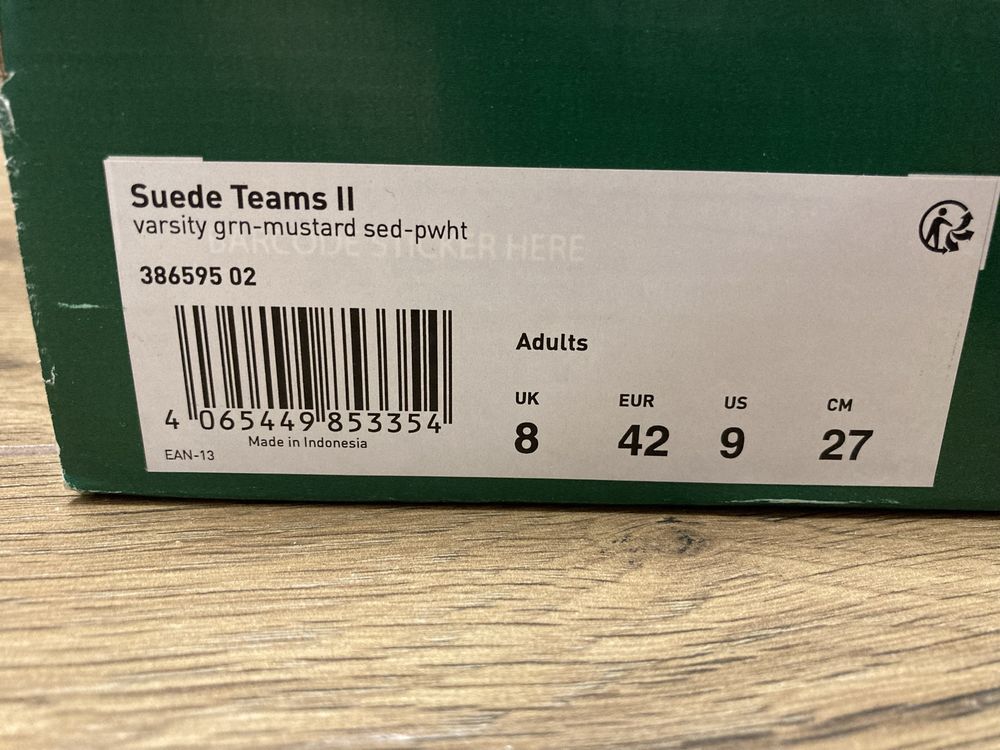 Suede Teams II
varsity grn-mustard sed-pwht
BARCODE STICKER HERE
386595 02
4 065449 853354
Made in Indonesia
EAN-13
Adults
UK EUR US CM
8 42 9 27